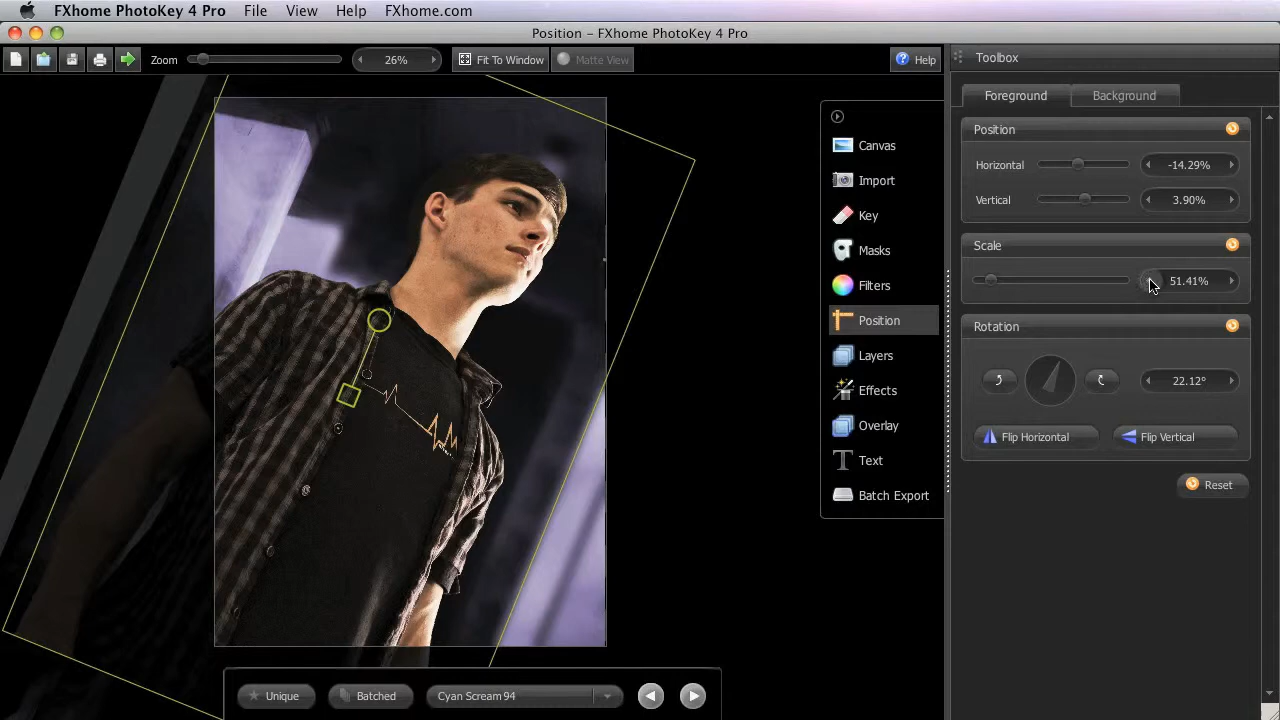 FXhome PhotoKey 4 Pro File View Help FXhome.com
Position – FXhome PhotoKey 4 Pro
Zoom 26% Fit To Window Matte View Help
Toolbox
Foreground Background
Position
Horizontal -14.29%
Vertical 3.90%
Scale
51.41%
Rotation
22.12°
Flip Horizontal Flip Vertical
Reset
Canvas
Import
Key
Masks
Filters
Position
Layers
Effects
Overlay
Text
Batch Export
Unique Batched Cyan Scream 94